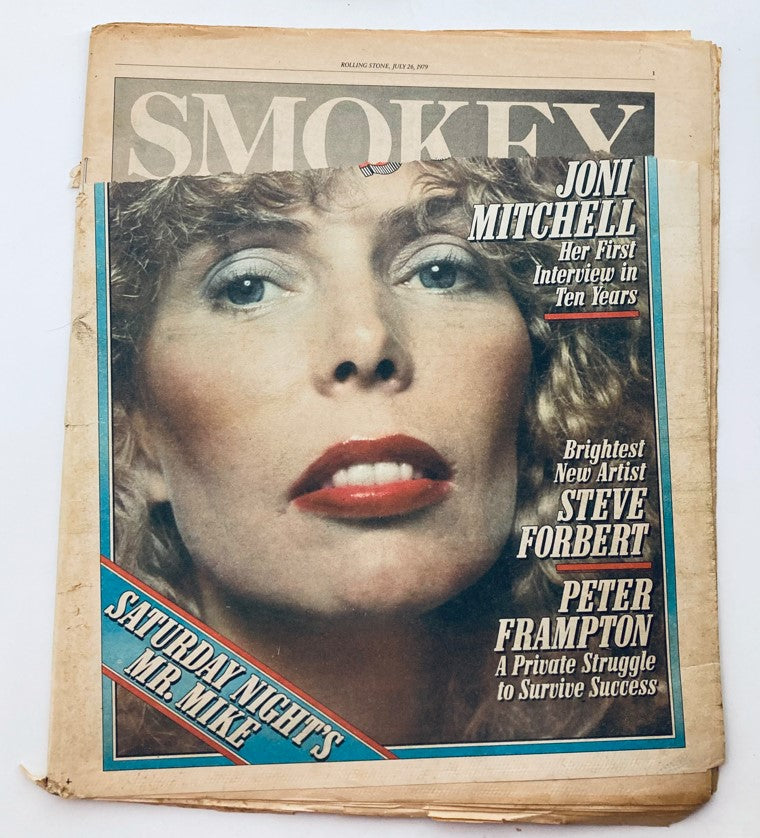 ROLLING STONE, JULY 26, 1979
1
SMOKEY
JONI
MITCHELL
Her First
Interview in
Ten Years
Brightest
New Artist
STEVE
FORBERT
PETER
FRAMPTON
A Private Struggle
to Survive Success
SATURDAY NIGHT'S
MR. MIKE